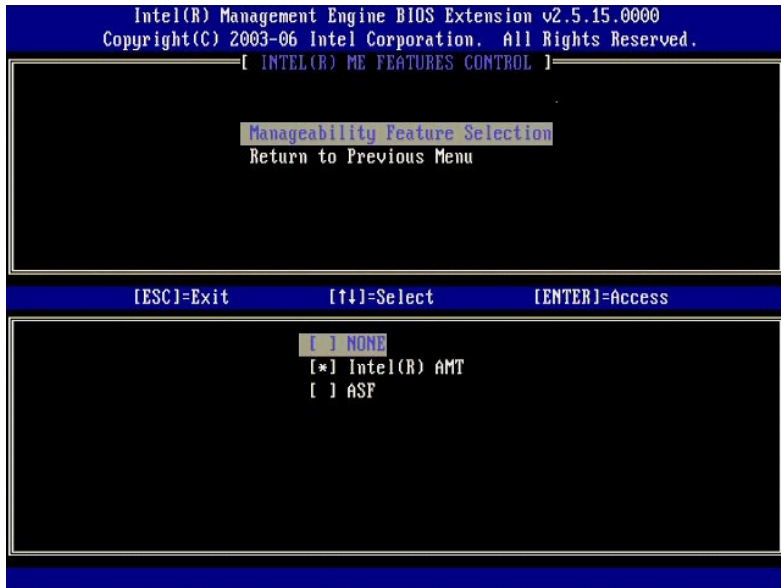 Intel(R) Management Engine BIOS Extension v2.5.15.0000
Copyright(C) 2003-06 Intel Corporation. All Rights Reserved.
[ INTEL(R) ME FEATURES CONTROL ]
Manageability Feature Selection
Return to Previous Menu
[ESC]=Exit [↑↓]=Select [ENTER]=Access
[ ] NONE
[*] Intel(R) AMT
[ ] ASF